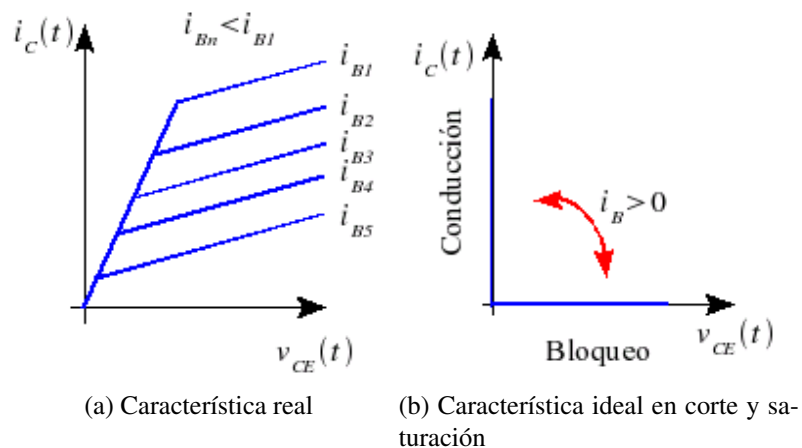 i_C(t)
i_Bn<i_B1
i_B1
i_B2
i_B3
i_B4
i_B5
v_CE(t)
(a) Característica real
i_C(t)
Conducción
i_B>0
Bloqueo
v_CE(t)
(b) Característica ideal en corte y sa-
turación